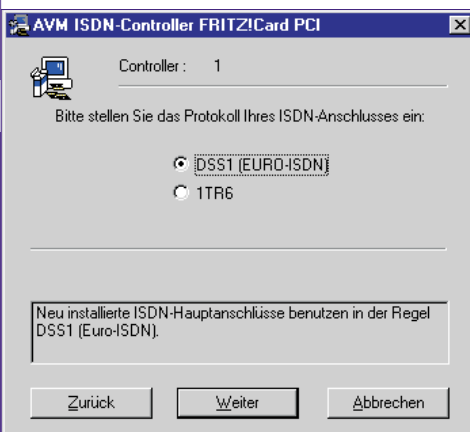 AVM ISDN-Controller FRITZ!Card PCI
Controller : 1
Bitte stellen Sie das Protokoll Ihres ISDN-Anschlusses ein:
DSS1 (EURO-ISDN)
1TR6
Neu installierte ISDN-Hauptanschlüsse benutzen in der Regel
DSS1 (Euro-ISDN).
Zurück Weiter Abbrechen